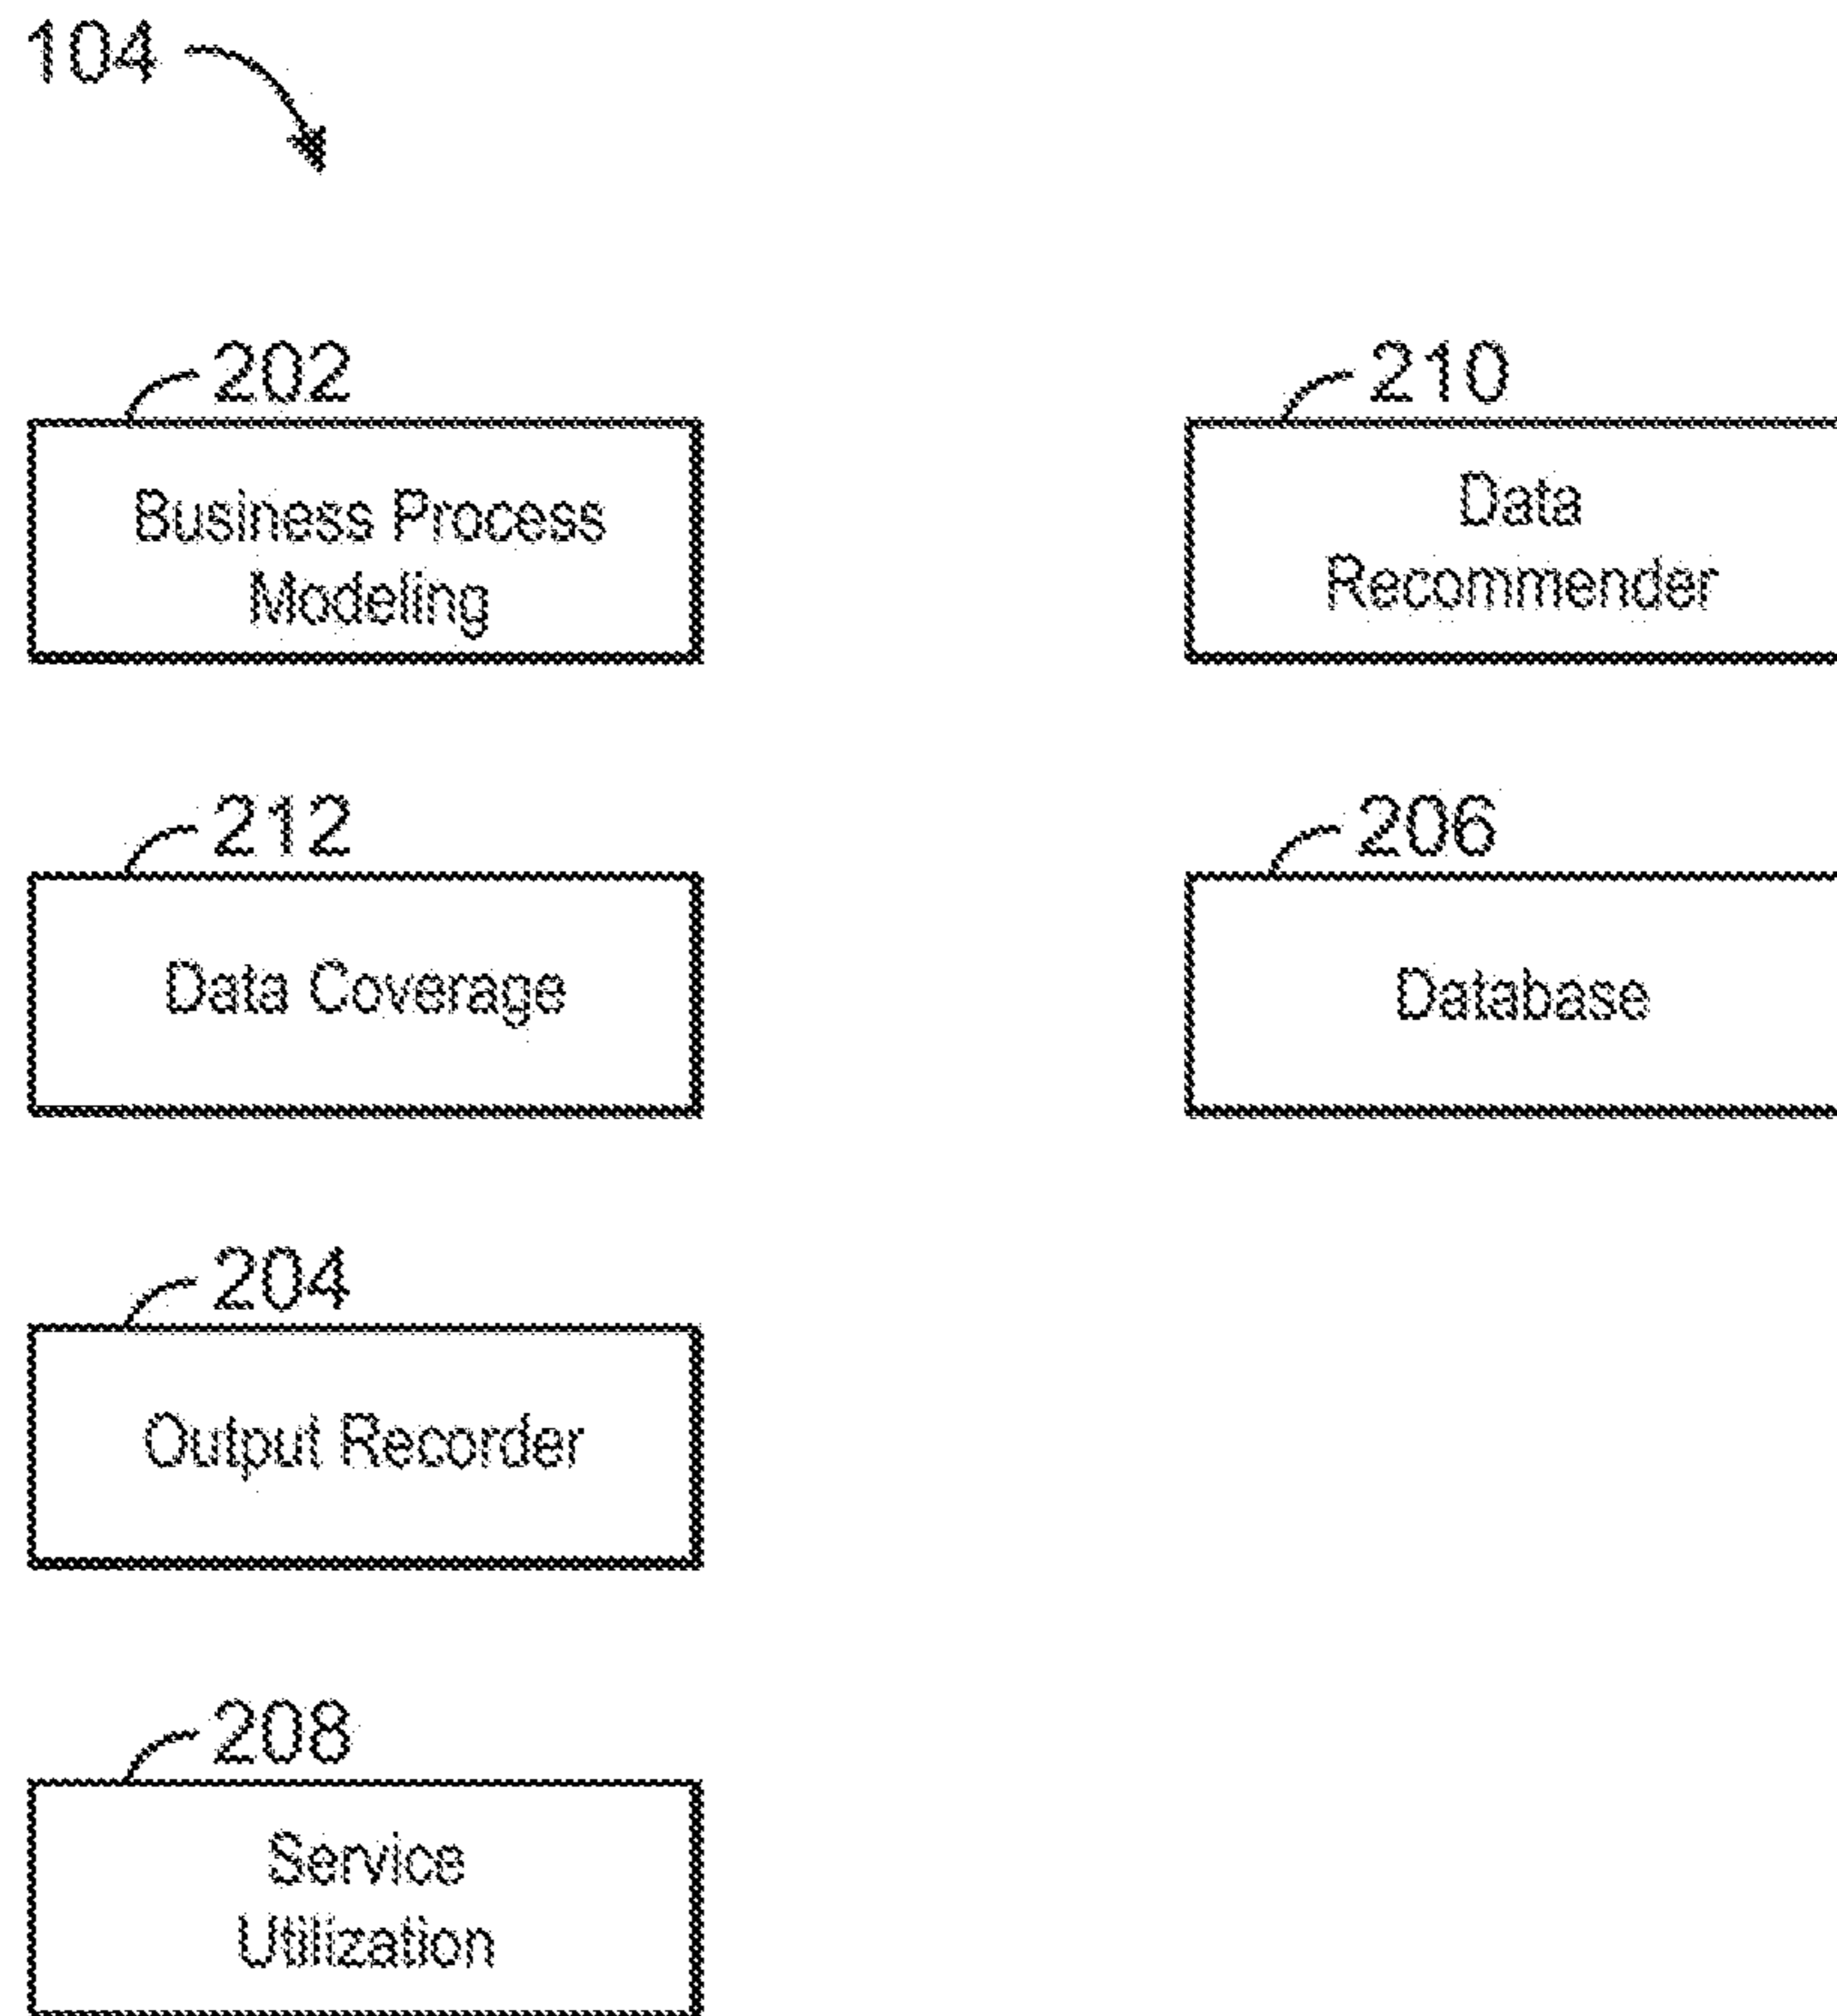 104
202
Business Process
Modeling
210
Data
Recommender
212
Data Coverage
206
Database
204
Output Recorder
208
Service
Utilization